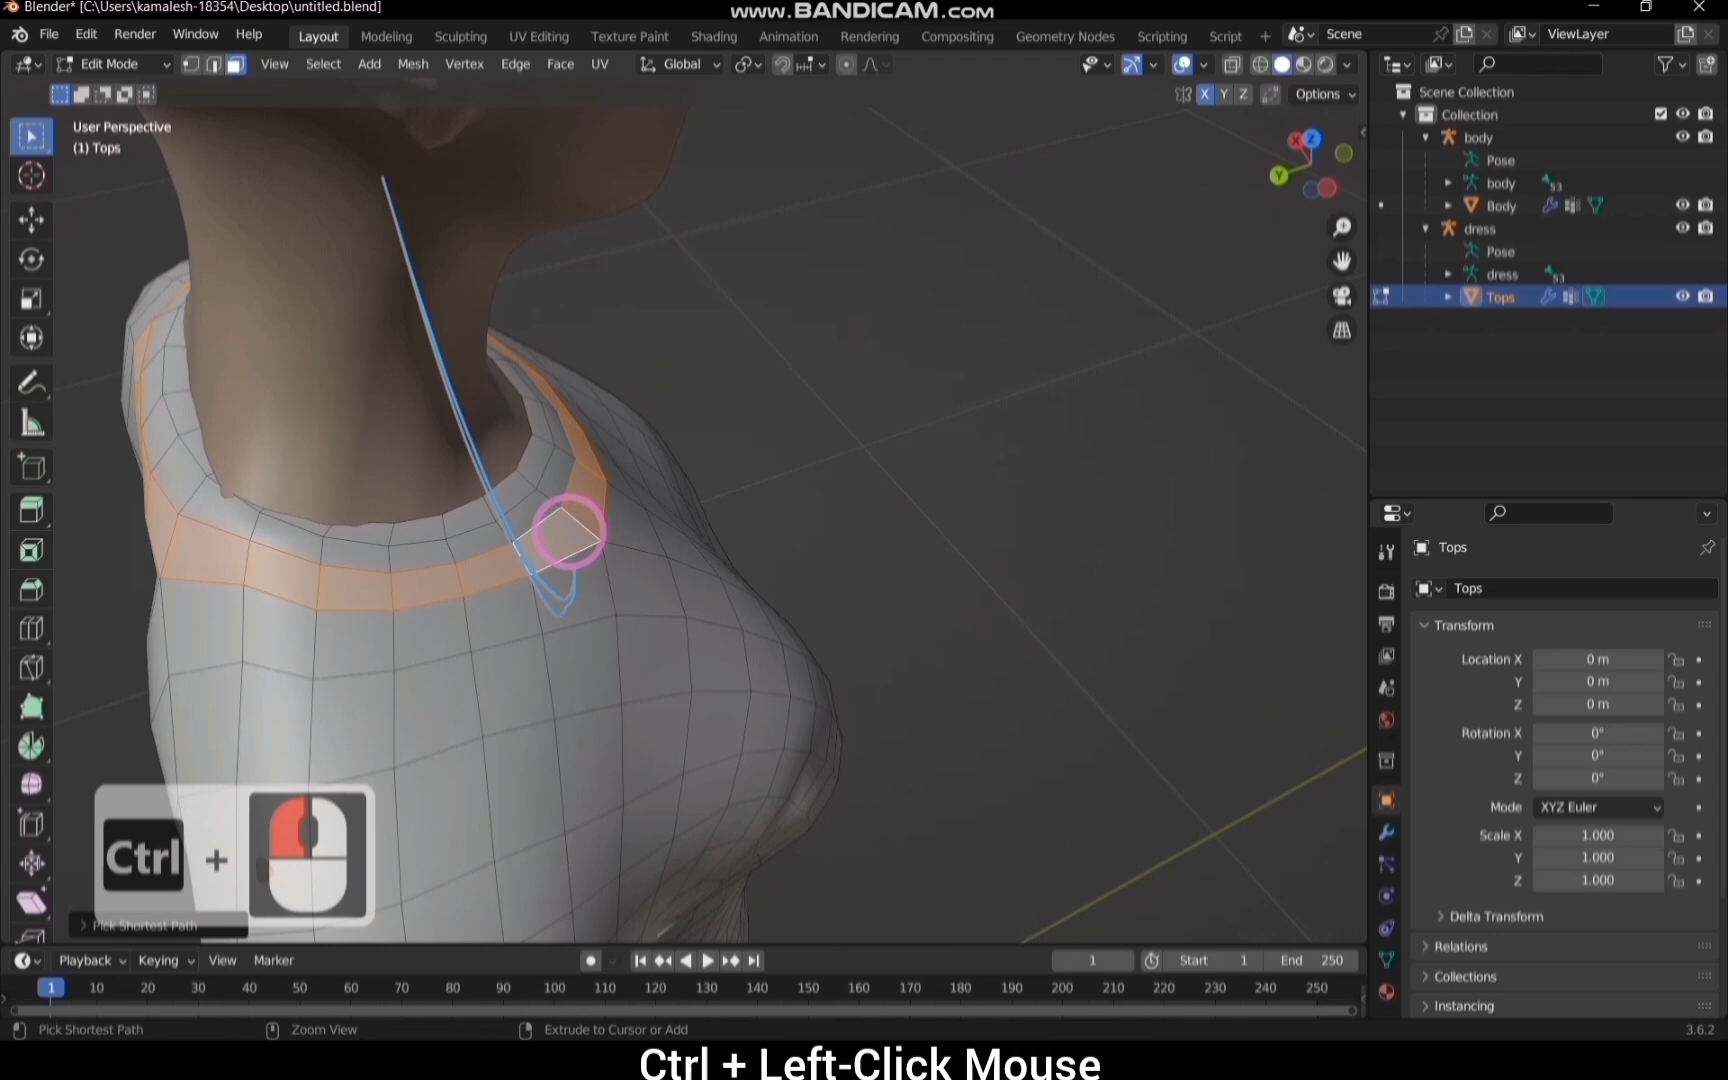 Blender* [C:\Users\kamalesh-18354\Desktop\untitled.blend]
www.BANDICAM.com
File Edit Render Window Help Layout Modeling Sculpting UV Editing Texture Paint Shading Animation Rendering Compositing Geometry Nodes Scripting Script + Scene ViewLayer
Edit Mode View Select Add Mesh Vertex Edge Face UV Global
X Y Z Options
User Perspective
(1) Tops
X Z
Y
Scene Collection
Collection
body
Pose
body 53
Body
dress
Pose
dress 53
Tops
Tops
Tops
Transform
Location X 0 m
Y 0 m
Z 0 m
Rotation X 0°
Y 0°
Z 0°
Mode XYZ Euler
Scale X 1.000
Y 1.000
Z 1.000
Delta Transform
Relations
Collections
Instancing
Ctrl +
Pick Shortest Path
Playback Keying View Marker 1 Start 1 End 250
1 10 20 30 40 50 60 70 80 90 100 110 120 130 140 150 160 170 180 190 200 210 220 230 240 250
Pick Shortest Path Zoom View Extrude to Cursor or Add 3.6.2
Ctrl + Left-Click Mouse